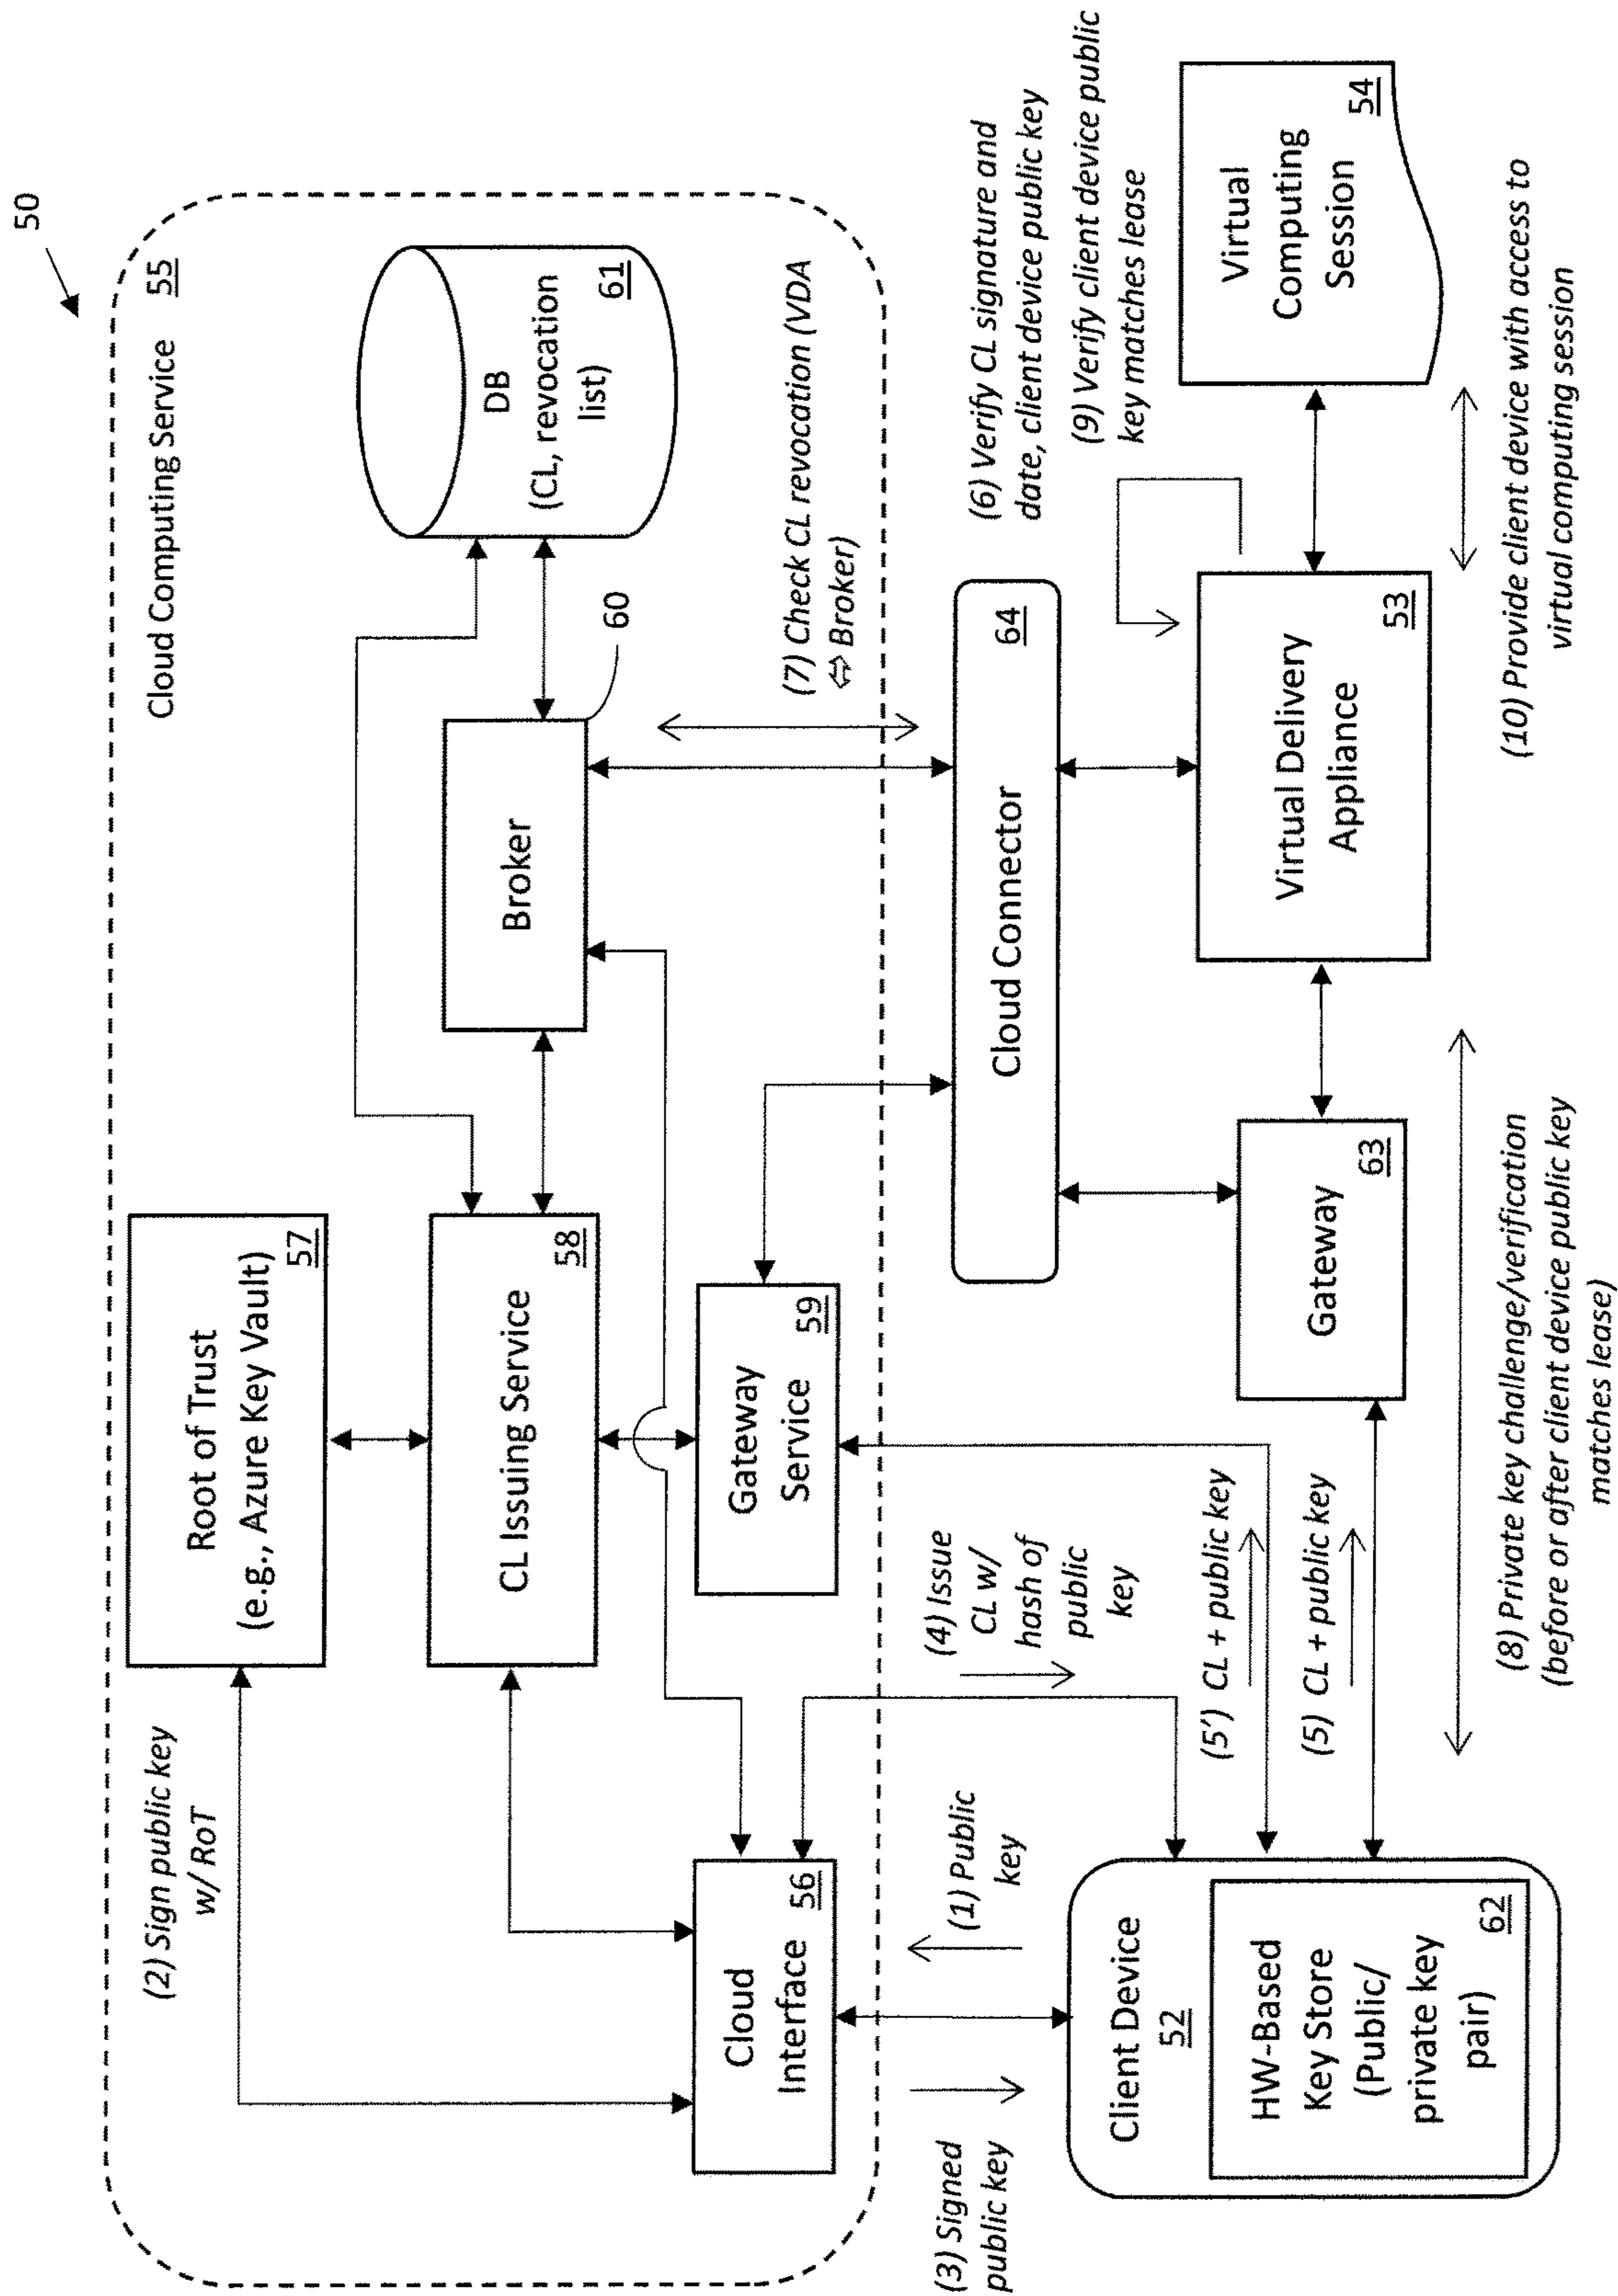 50
Cloud Computing Service 55
(2) Sign public key
w/ RoT
Root of Trust
(e.g., Azure Key Vault)
57
CL Issuing Service
58
Broker
60
DB
(CL, revocation
list)
61
Cloud
Interface
56
Gateway
Service
59
(7) Check CL revocation (VDA
⇔ Broker)
(3) Signed
public key
(1) Public
key
(4) Issue
CL w/
hash of
public
key
Cloud Connector
64
(6) Verify CL signature and
date, client device public key
(9) Verify client device public
key matches lease
Client Device
52
HW-Based
Key Store
(Public/
private key
pair)
62
(5') CL + public key
(5) CL + public key
Gateway
63
Virtual Delivery
Appliance
53
Virtual
Computing
Session
54
(8) Private key challenge/verification
(before or after client device public key
matches lease)
(10) Provide client device with access to
virtual computing session